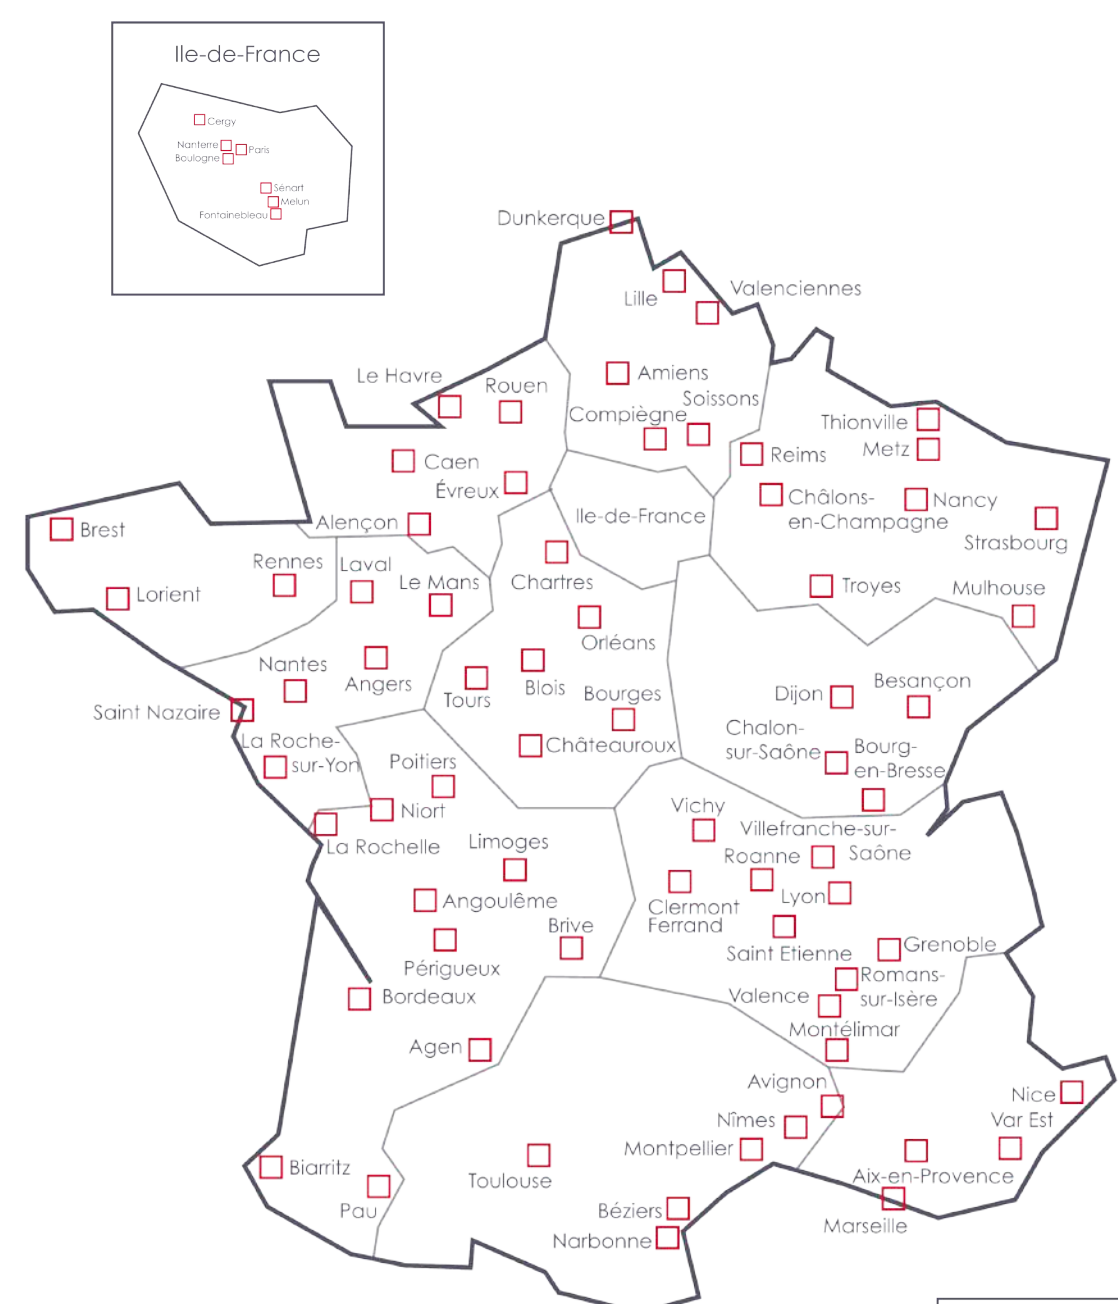 Ile-de-France
Cergy
Nanterre
Paris
Boulogne
Sénart
Melun
Fontainebleau
Dunkerque
Valenciennes
Lille
Le Havre
Amiens
Rouen
Soissons
Compiègne
Thionville
Metz
Reims
Caen
Évreux
Châlons-
en-Champagne
Nancy
Ile-de-France
Alençon
Brest
Strasbourg
Rennes
Laval
Le Mans
Chartres
Troyes
Mulhouse
Lorient
Orléans
Nantes
Angers
Tours
Blois
Bourges
Dijon
Besançon
Saint Nazaire
Chalon-
sur-Saône
La Roche-
sur-Yon
Châteauroux
Bourg-
en-Bresse
Poitiers
Niort
Vichy
La Rochelle
Limoges
Villefranche-sur-
Saône
Roanne
Lyon
Angoulême
Clermont
Ferrand
Brive
Saint Etienne
Grenoble
Périgueux
Romans-
sur-Isère
Bordeaux
Valence
Montélimar
Agen
Avignon
Nice
Nîmes
Var Est
Montpellier
Biarritz
Toulouse
Aix-en-Provence
Pau
Béziers
Marseille
Narbonne